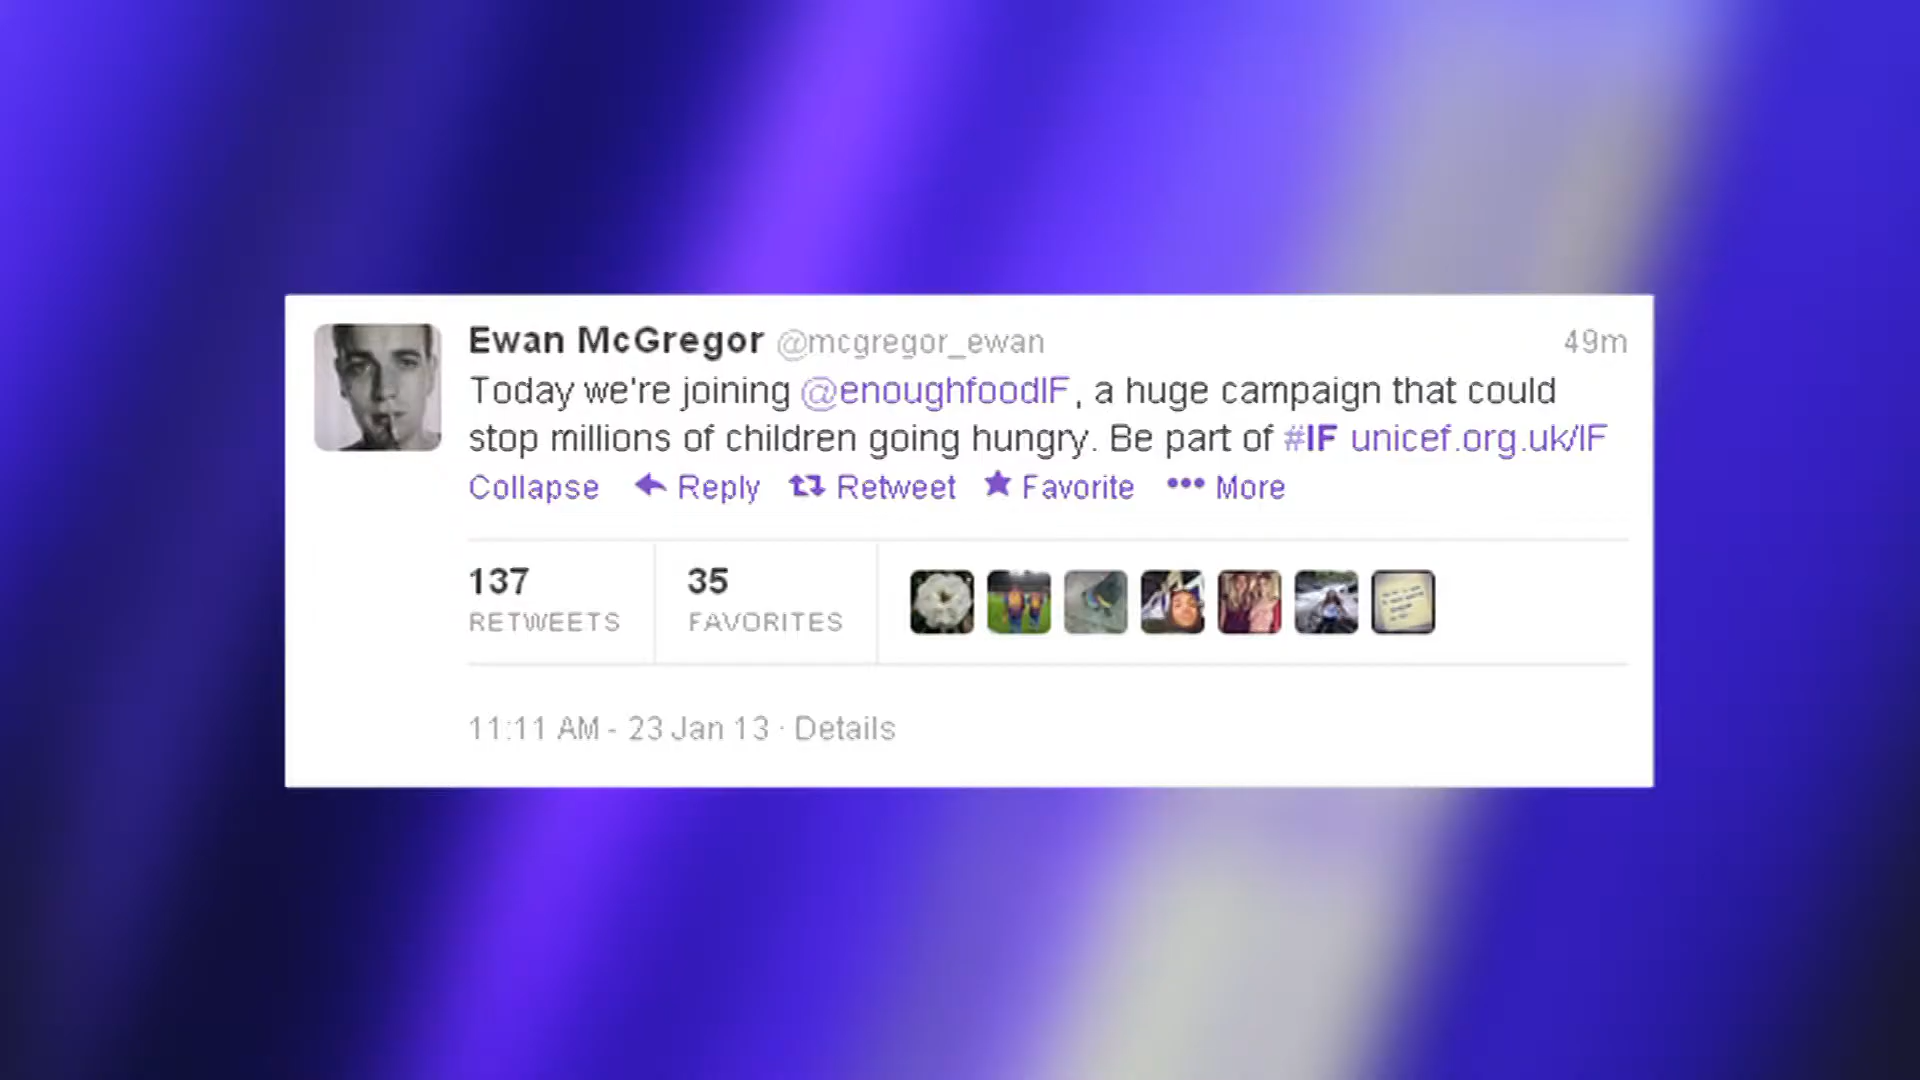 Ewan McGregor @mcgregor_ewan 49m
Today we're joining @enoughfoodIF, a huge campaign that could
stop millions of children going hungry. Be part of #IF unicef.org.uk/IF
Collapse Reply Retweet Favorite More
137 35
RETWEETS FAVORITES
11:11 AM - 23 Jan 13 · Details